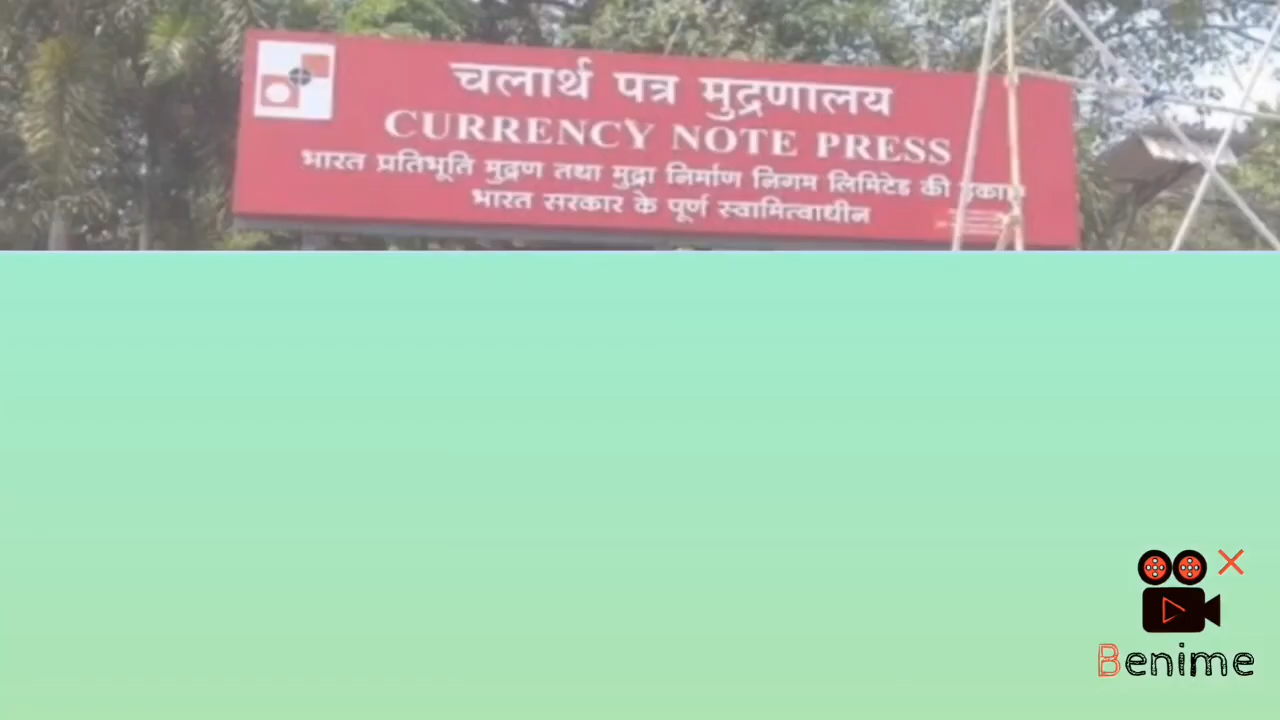 चलार्थ पत्र मुद्रणालय
CURRENCY NOTE PRESS
भारत प्रतिभूति मुद्रण तथा मुद्रा निर्माण निगम लिमिटेड की
भारत सरकार के पूर्ण स्वामित्वाधीन
Benime